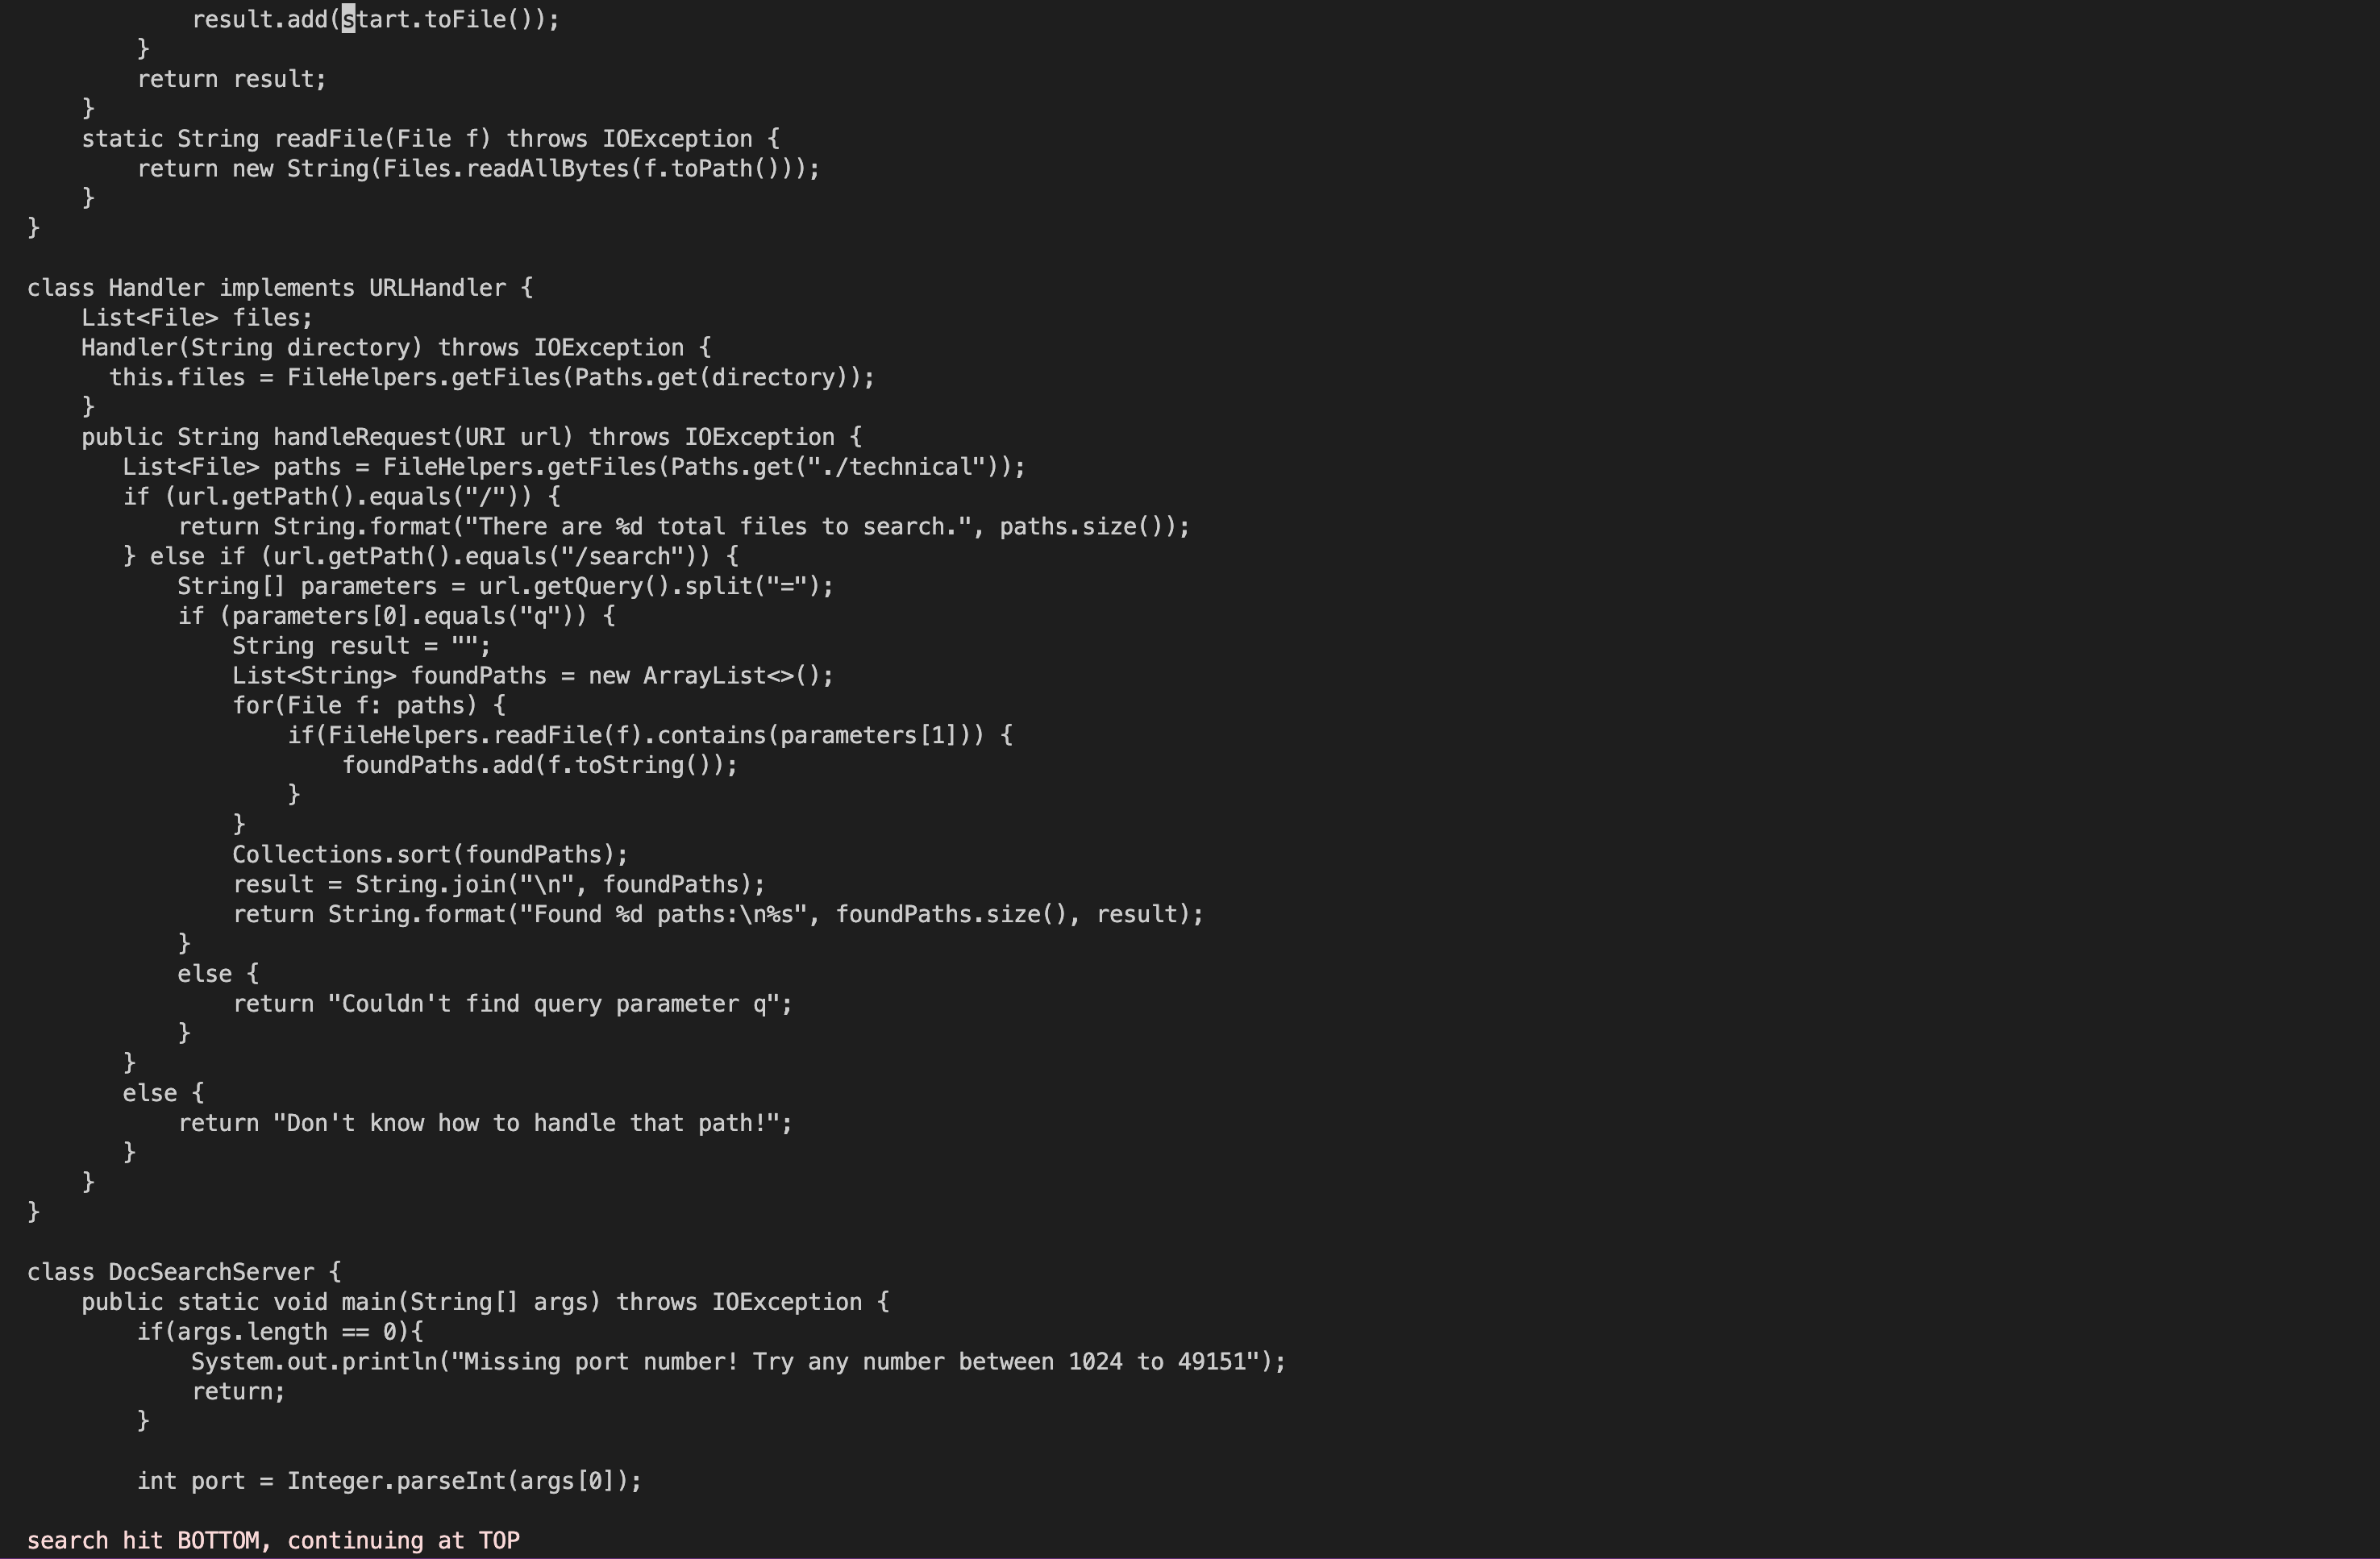 result.add(start.toFile());
        }
        return result;
    }
    static String readFile(File f) throws IOException {
        return new String(Files.readAllBytes(f.toPath()));
    }
}

class Handler implements URLHandler {
    List<File> files;
    Handler(String directory) throws IOException {
      this.files = FileHelpers.getFiles(Paths.get(directory));
    }
    public String handleRequest(URI url) throws IOException {
       List<File> paths = FileHelpers.getFiles(Paths.get("./technical"));
       if (url.getPath().equals("/")) {
           return String.format("There are %d total files to search.", paths.size());
       } else if (url.getPath().equals("/search")) {
           String[] parameters = url.getQuery().split("=");
           if (parameters[0].equals("q")) {
               String result = "";
               List<String> foundPaths = new ArrayList<>();
               for(File f: paths) {
                   if(FileHelpers.readFile(f).contains(parameters[1])) {
                       foundPaths.add(f.toString());
                   }
               }
               Collections.sort(foundPaths);
               result = String.join("\n", foundPaths);
               return String.format("Found %d paths:\n%s", foundPaths.size(), result);
           }
           else {
               return "Couldn't find query parameter q";
           }
       }
       else {
           return "Don't know how to handle that path!";
       }
    }
}

class DocSearchServer {
    public static void main(String[] args) throws IOException {
        if(args.length == 0){
            System.out.println("Missing port number! Try any number between 1024 to 49151");
            return;
        }

        int port = Integer.parseInt(args[0]);

search hit BOTTOM, continuing at TOP